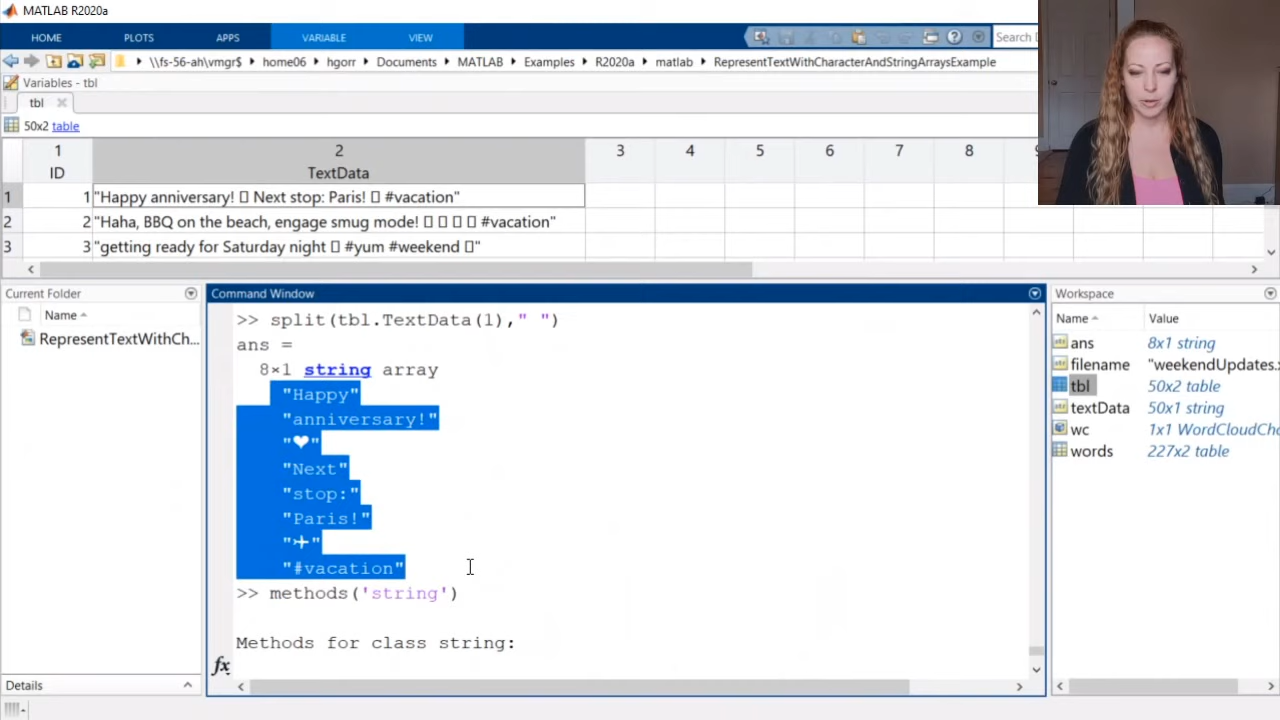 MATLAB R2020a
HOME PLOTS APPS VARIABLE VIEW Search D
\\fs-56-ah\vmgr$ home06 hgorr Documents MATLAB Examples R2020a matlab RepresentTextWithCharacterAndStringArraysExample
Variables - tbl
tbl
50x2 table
1 2 3 4 5 6 7 8
ID TextData
1 1 "Happy anniversary! ▯ Next stop: Paris! ▯ #vacation"
2 2 "Haha, BBQ on the beach, engage smug mode! ▯ ▯ ▯ ▯ #vacation"
3 3 "getting ready for Saturday night ▯ #yum #weekend ▯"
Current Folder
Name
RepresentTextWithCh...
Details
Command Window
>> split(tbl.TextData(1)," ")
ans =
8×1 string array
"Happy"
"anniversary!"
"❤"
"Next"
"stop:"
"Paris!"
"✈"
"#vacation"
>> methods('string')
Methods for class string:
fx
Workspace
Name Value
ans 8x1 string
filename "weekendUpdates.x
tbl 50x2 table
textData 50x1 string
wc 1x1 WordCloudCha
words 227x2 table